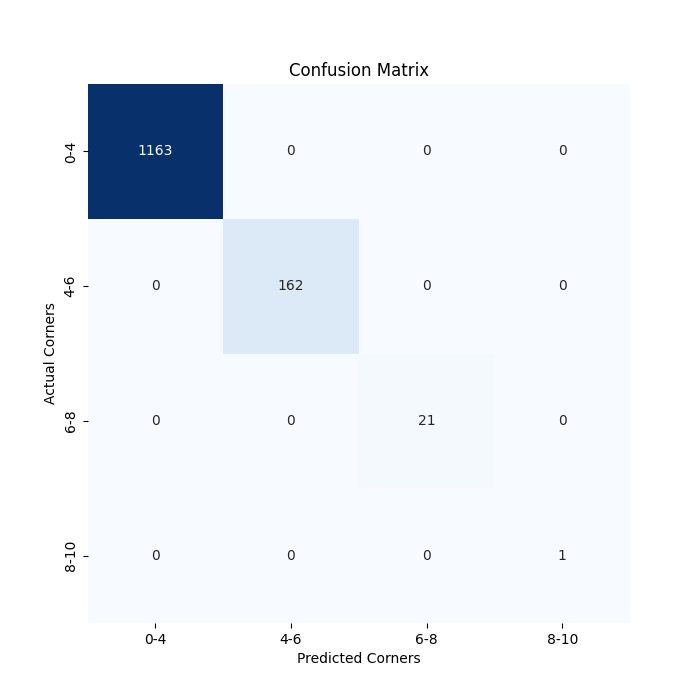 Confusion Matrix
0-4 1163 0 0 0
4-6 0 162 0 0
6-8 0 0 21 0
8-10 0 0 0 1
0-4 4-6 6-8 8-10
Actual Corners
Predicted Corners